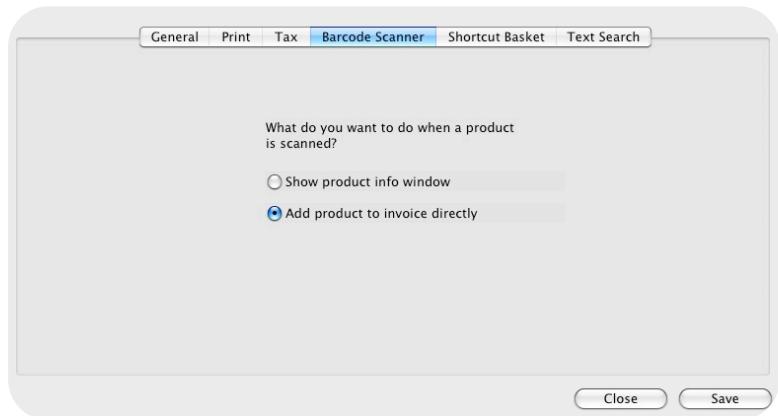 General Print Tax Barcode Scanner Shortcut Basket Text Search
What do you want to do when a product
is scanned?
Show product info window
Add product to invoice directly
Close Save